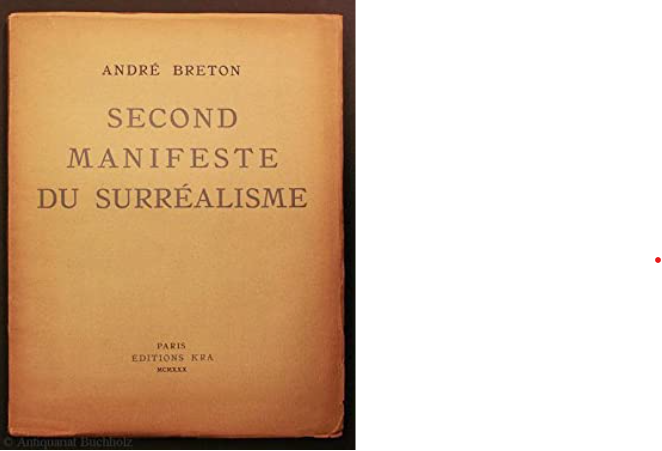 ANDRÉ BRETON
SECOND
MANIFESTE
DU SURRÉALISME
PARIS
EDITIONS KRA
MCMXXX
© Antiquariat Buchholz